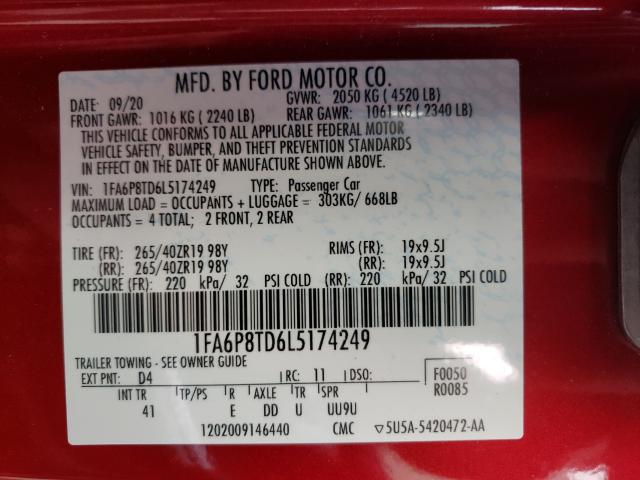 MFD. BY FORD MOTOR CO.
DATE: 09/20 GVWR: 2050 KG ( 4520 LB)
FRONT GAWR: 1016 KG ( 2240 LB) REAR GAWR: 1061 KG ( 2340 LB)
THIS VEHICLE CONFORMS TO ALL APPLICABLE FEDERAL MOTOR
VEHICLE SAFETY, BUMPER, AND THEFT PREVENTION STANDARDS
IN EFFECT ON THE DATE OF MANUFACTURE SHOWN ABOVE.
VIN: 1FA6P8TD6L5174249 TYPE: Passenger Car
MAXIMUM LOAD = OCCUPANTS + LUGGAGE = 303KG/ 668LB
OCCUPANTS = 4 TOTAL; 2 FRONT, 2 REAR
TIRE (FR): 265/40ZR19 98Y RIMS (FR): 19x9.5J
(RR): 265/40ZR19 98Y (RR): 19x9.5J
PRESSURE (FR): 220 kPa/ 32 PSI COLD (RR): 220 kPa/ 32 PSI COLD
1FA6P8TD6L5174249
TRAILER TOWING - SEE OWNER GUIDE
EXT PNT: D4 RC: 11 DSO: F0050
INT TR TP/PS R AXLE TR SPR R0085
41 E DD U UU9U
1202009146440 CMC ▽5U5A-5420472-AA